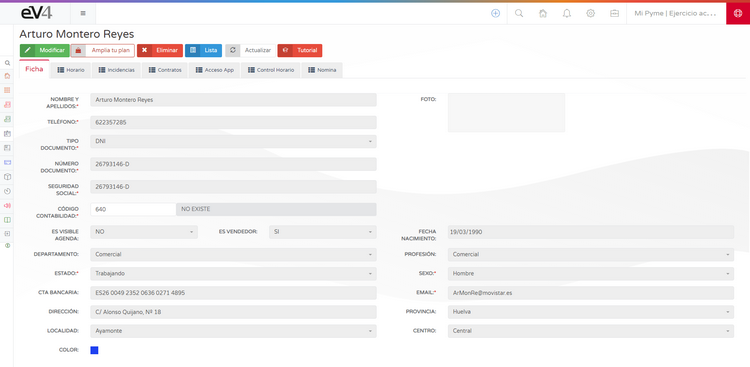 eV4
Mi Pyme | Ejercicio ac...
Arturo Montero Reyes
Modificar Amplia tu plan Eliminar Lista Actualizar Tutorial
Ficha Horario Incidencias Contratos Acceso App Control Horario Nomina
NOMBRE Y APELLIDOS:* Arturo Montero Reyes FOTO:
TELÉFONO:* 622357285
TIPO DOCUMENTO:* DNI
NÚMERO DOCUMENTO:* 26793146-D
SEGURIDAD SOCIAL:* 26793146-D
CÓDIGO CONTABILIDAD:* 640 NO EXISTE
ES VISIBLE AGENDA: NO ES VENDEDOR: SI FECHA NACIMIENTO: 19/03/1990
DEPARTAMENTO: Comercial PROFESIÓN: Comercial
ESTADO:* Trabajando SEXO:* Hombre
CTA BANCARIA: ES26 0049 2352 0636 0271 4895 EMAIL:* ArMonRe@movistar.es
DIRECCIÓN: C/ Alonso Quijano, Nº 18 PROVINCIA: Huelva
LOCALIDAD: Ayamonte CENTRO: Central
COLOR: